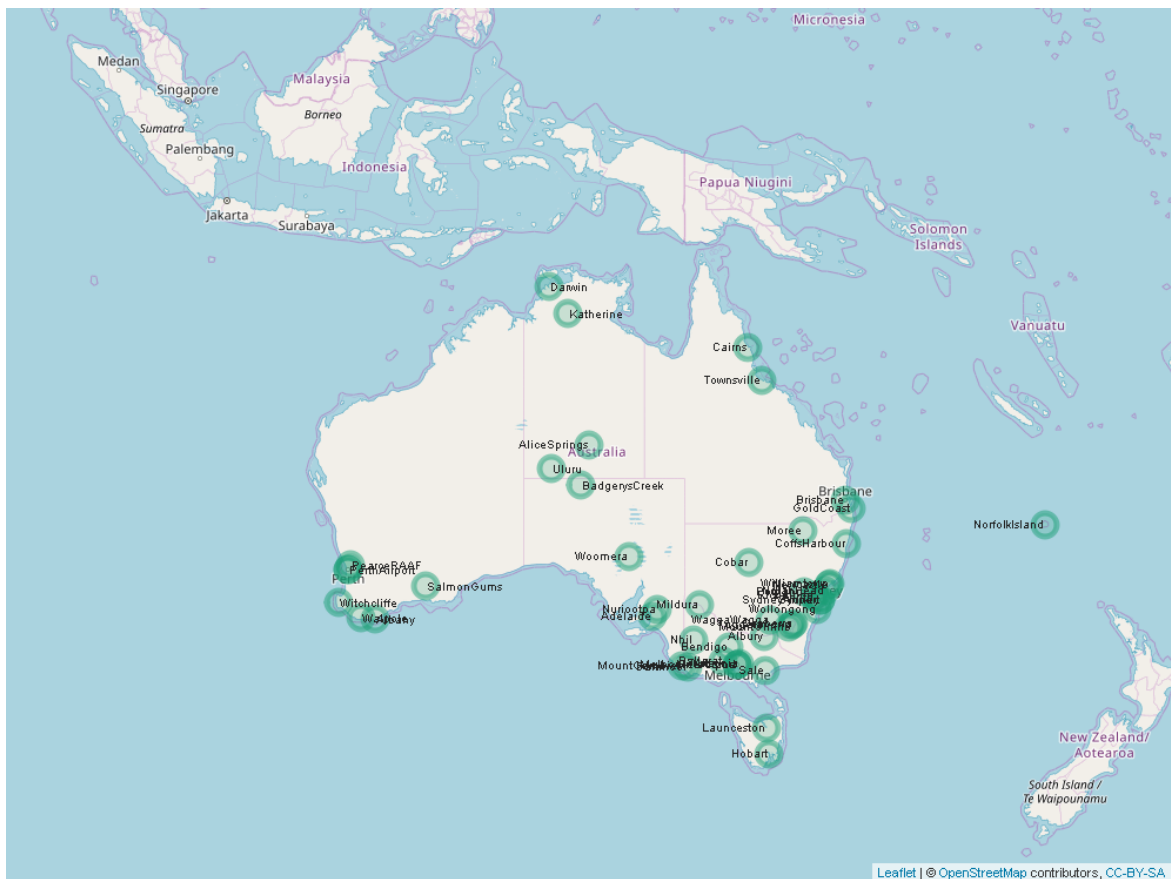 Micronesia
Medan
Malaysia
Singapore
Borneo
Sumatra
Palembang
Indonesia
Papua Niugini
Jakarta
Surabaya
Solomon
Islands
Darwin
Katherine
Vanuatu
Cairns
Townsville
AliceSprings
Australia
Uluru
BadgerysCreek
Brisbane
Brisbane
GoldCoast
NorfolkIsland
Moree
CoffsHarbour
Woomera
Cobar
PearceRAAF
PerthAirport
Perth
SalmonGums
Witchcliffe
Walpole
Albany
Mildura
Nuriootpa
Adelaide
Wollongong
WaggaWagga
Nhil
Albury
Bendigo
Sale
Melbourne
Launceston
Hobart
New Zealand/
Aotearoa
South Island /
Te Waipounamu
Leaflet | © OpenStreetMap contributors, CC-BY-SA